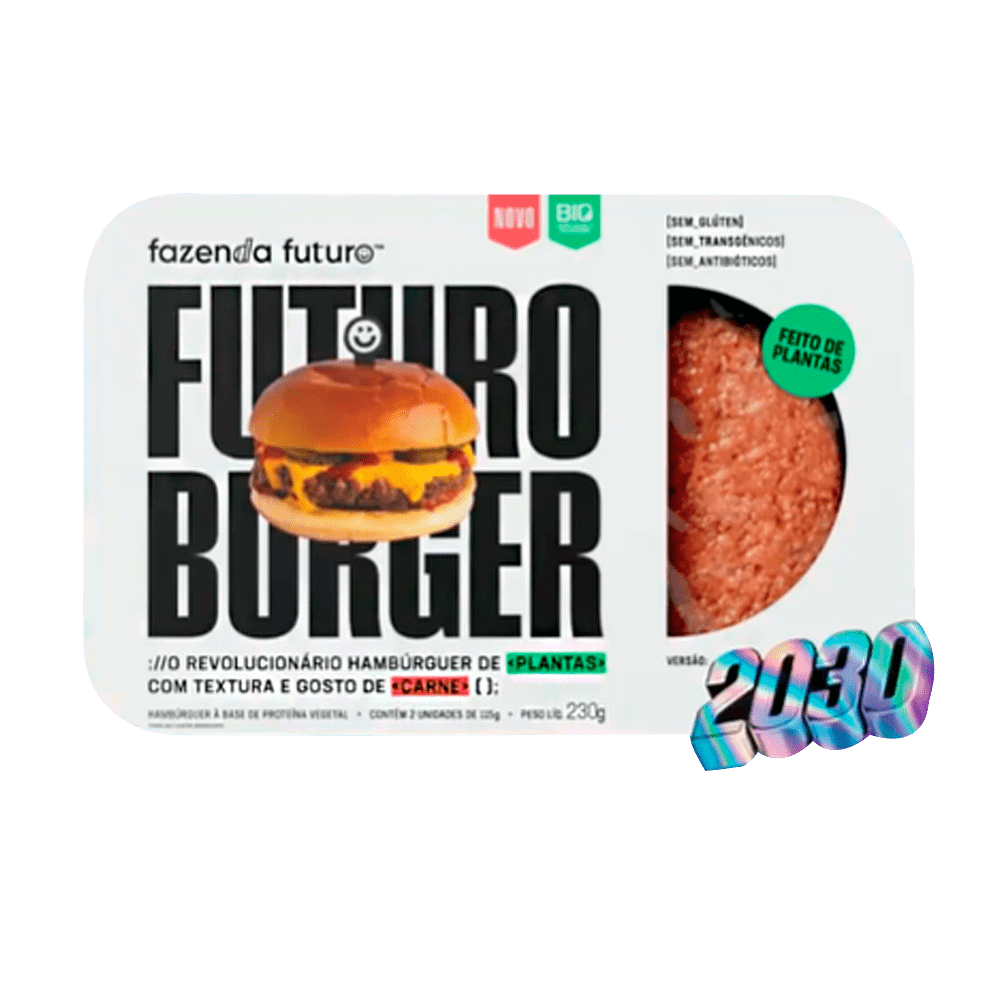 fazenda futuro™
NOVO
BIO
[SEM_GLÚTEN]
[SEM_TRANSGÊNICOS]
[SEM_ANTIBIÓTICOS]
FUTURO
BURGER
FEITO DE
PLANTAS
://O REVOLUCIONÁRIO HAMBÚRGUER DE <PLANTAS>
COM TEXTURA E GOSTO DE <CARNE> ( );
HAMBÚRGUER À BASE DE PROTEÍNA VEGETAL • CONTÉM 2 UNIDADES DE 115g • PESO LÍQ. 230g
VERSÃO:
2030